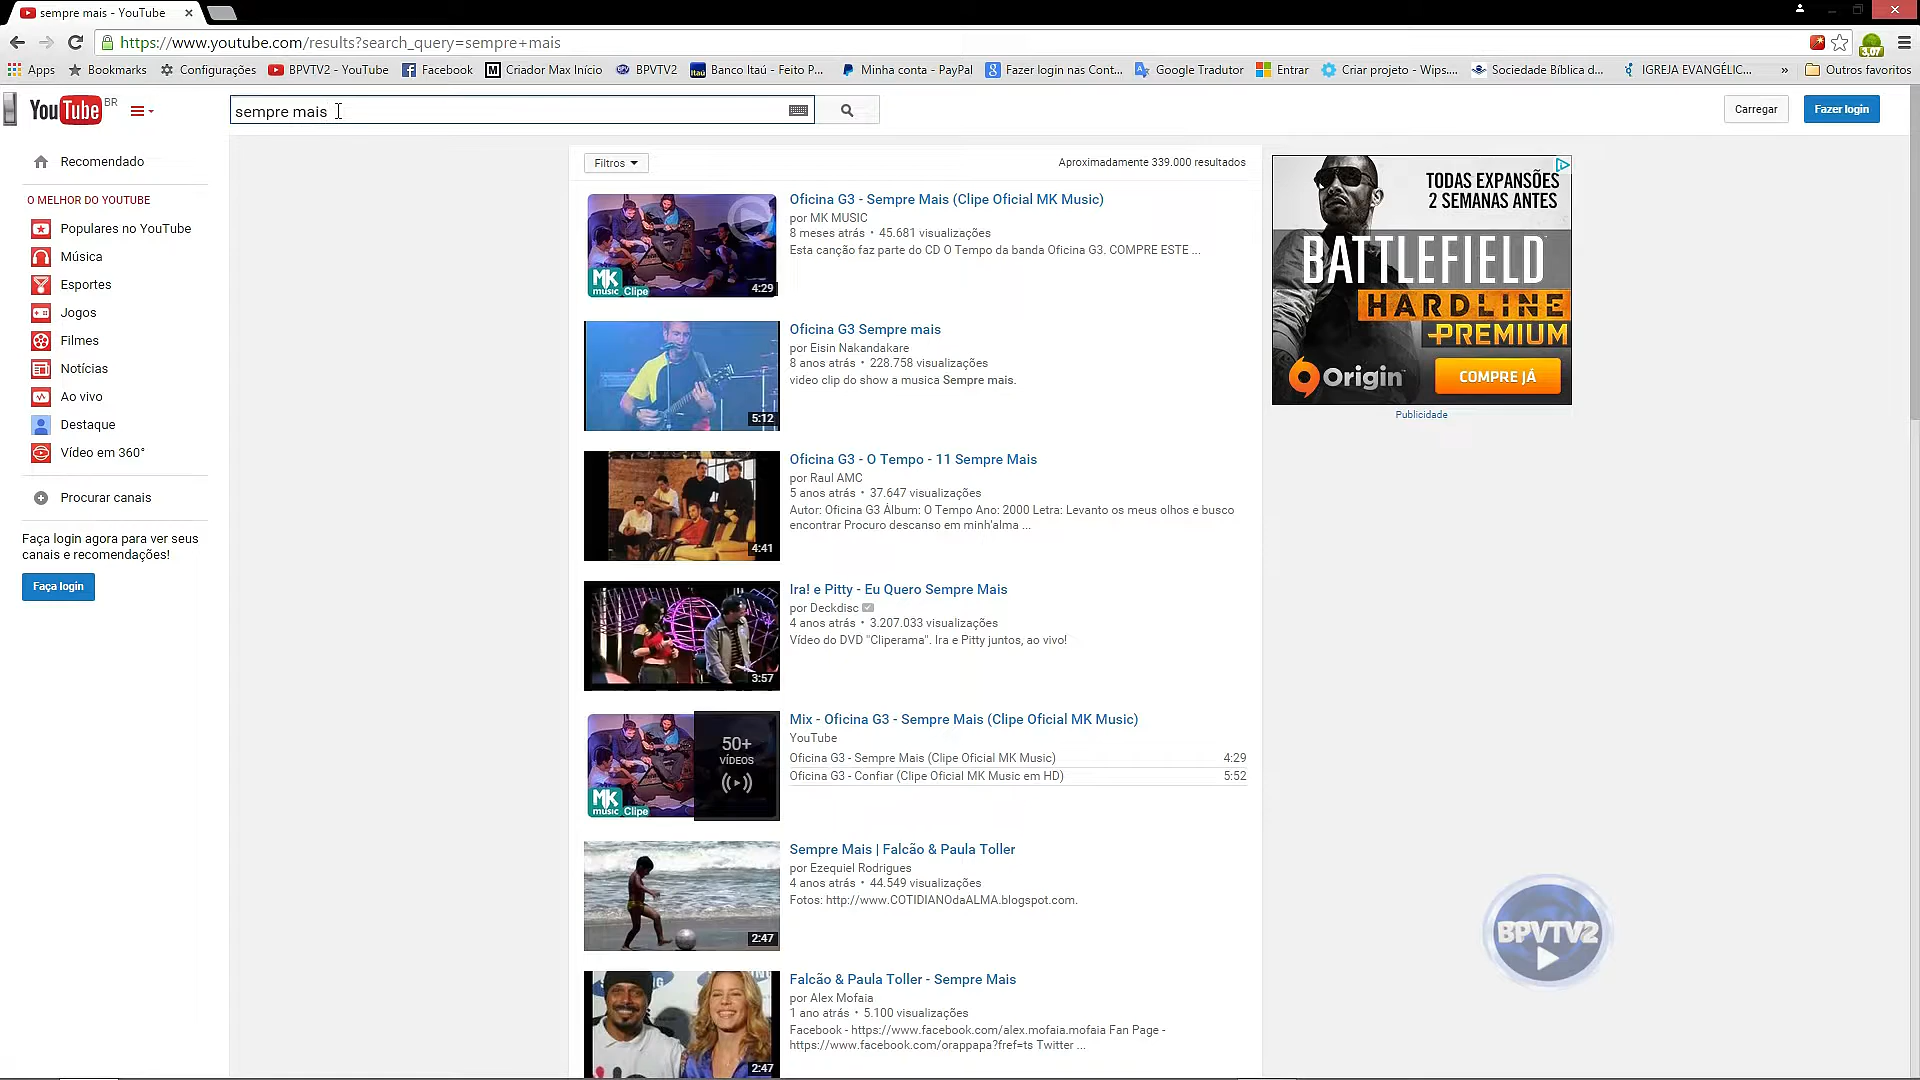 sempre mais - YouTube
https://www.youtube.com/results?search_query=sempre+mais
3.07
Apps
Bookmarks
Configurações
BPVTV2 - YouTube
Facebook
Criador Max Início
BPVTV2
Banco Itaú - Feito P...
Minha conta - PayPal
Fazer login nas Cont...
Google Tradutor
Entrar
Criar projeto - Wips....
Sociedade Bíblica d...
IGREJA EVANGÉLIC...
»
Outros favoritos
YouTube BR
sempre mais
Carregar
Fazer login
Recomendado
O MELHOR DO YOUTUBE
Populares no YouTube
Música
Esportes
Jogos
Filmes
Notícias
Ao vivo
Destaque
Vídeo em 360°
Procurar canais
Faça login agora para ver seus
canais e recomendações!
Faça login
Filtros
Aproximadamente 339.000 resultados
MK
music Clipe
4:29
Oficina G3 - Sempre Mais (Clipe Oficial MK Music)
por MK MUSIC
8 meses atrás • 45.681 visualizações
Esta canção faz parte do CD O Tempo da banda Oficina G3. COMPRE ESTE ...
5:12
Oficina G3 Sempre mais
por Eisin Nakandakare
8 anos atrás • 228.758 visualizações
video clip do show a musica Sempre mais.
4:41
Oficina G3 - O Tempo - 11 Sempre Mais
por Raul AMC
5 anos atrás • 37.647 visualizações
Autor: Oficina G3 Álbum: O Tempo Ano: 2000 Letra: Levanto os meus olhos e busco
encontrar Procuro descanso em minh'alma ...
3:57
Ira! e Pitty - Eu Quero Sempre Mais
por Deckdisc
4 anos atrás • 3.207.033 visualizações
Vídeo do DVD "Cliperama". Ira e Pitty juntos, ao vivo!
MK
music Clipe
50+
VÍDEOS
Mix - Oficina G3 - Sempre Mais (Clipe Oficial MK Music)
YouTube
Oficina G3 - Sempre Mais (Clipe Oficial MK Music) 4:29
Oficina G3 - Confiar (Clipe Oficial MK Music em HD) 5:52
2:47
Sempre Mais | Falcão & Paula Toller
por Ezequiel Rodrigues
4 anos atrás • 44.549 visualizações
Fotos: http://www.COTIDIANOdaALMA.blogspot.com.
2:47
Falcão & Paula Toller - Sempre Mais
por Alex Mofaia
1 ano atrás • 5.100 visualizações
Facebook - https://www.facebook.com/alex.mofaia.mofaia Fan Page -
https://www.facebook.com/orappapa?fref=ts Twitter ...
TODAS EXPANSÕES
2 SEMANAS ANTES
BATTLEFIELD
HARDLINE
+PREMIUM
Origin
COMPRE JÁ
Publicidade
BPVTV2